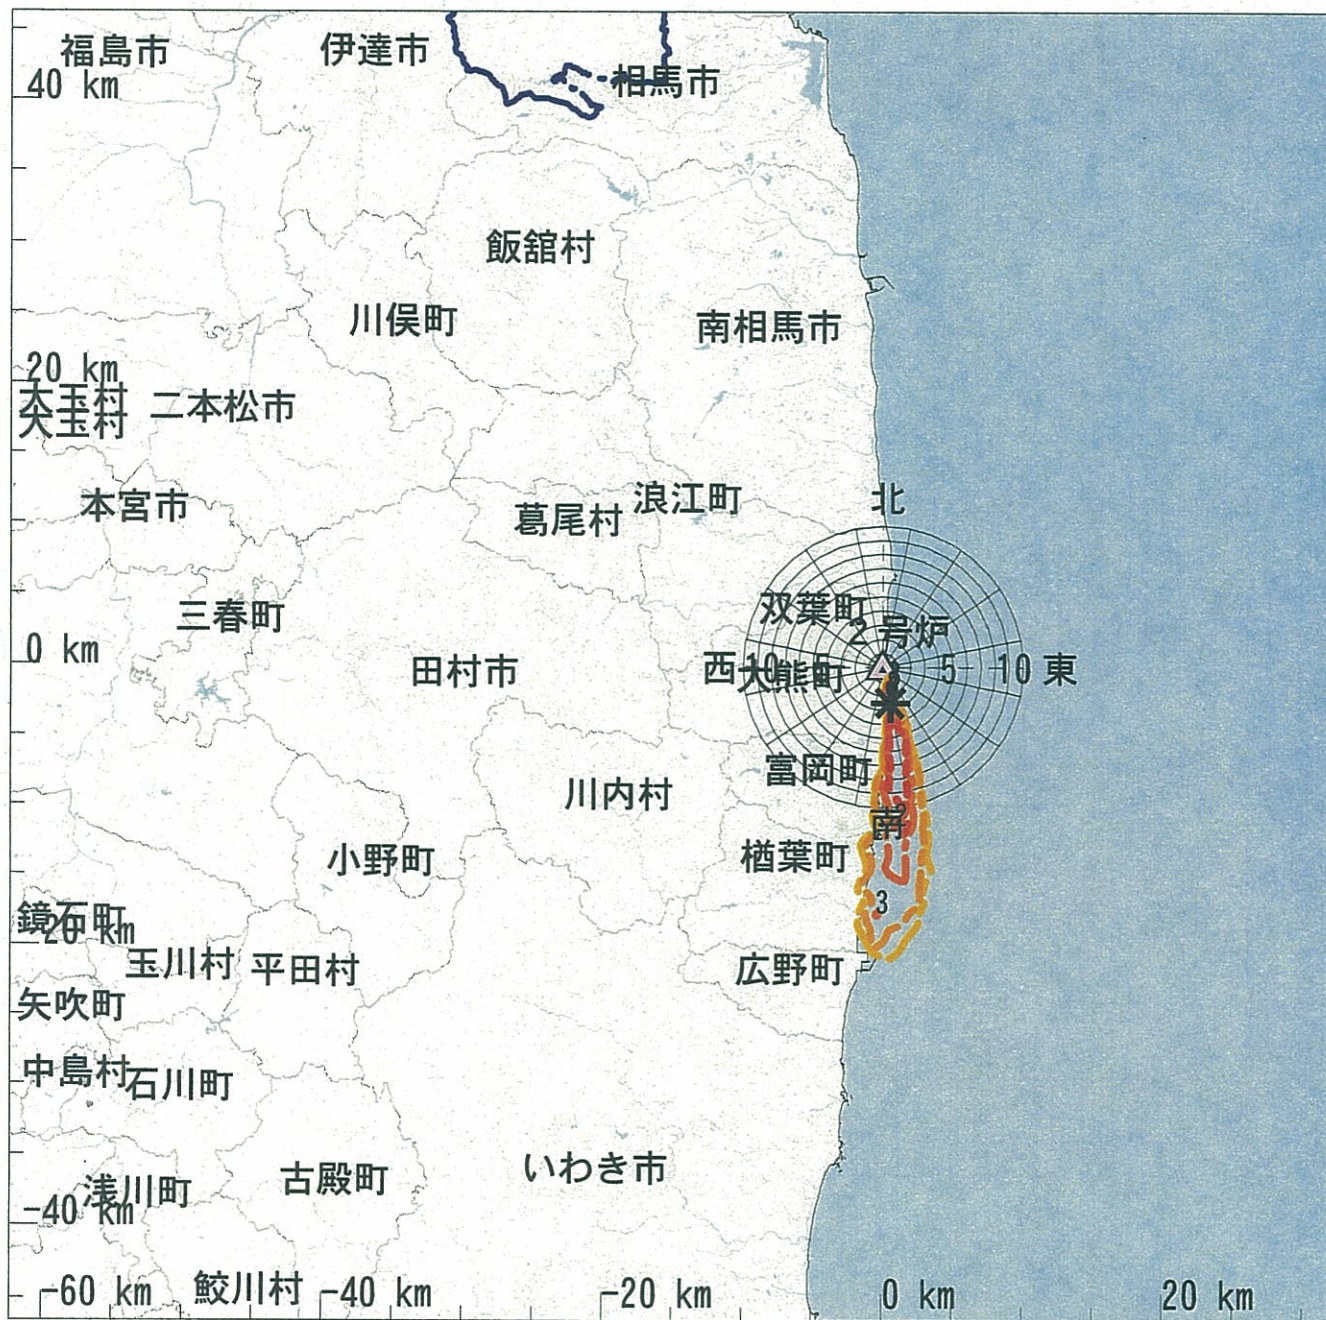 福島市
伊達市
相馬市
40 km
飯舘村
川俣町
南相馬市
20 km
大玉村
二本松市
大玉村
本宮市
葛尾村
浪江町
北
双葉町
三春町
2号炉
0 km
田村市
西
10
5
大熊町
5
10
東
富岡町
川内村
2
南
小野町
楢葉町
3
鏡石町
-20 km
玉川村
平田村
広野町
矢吹町
中島村
石川町
いわき市
古殿町
浅川町
-40 km
-60 km
鮫川村
-40 km
-20 km
0 km
20 km